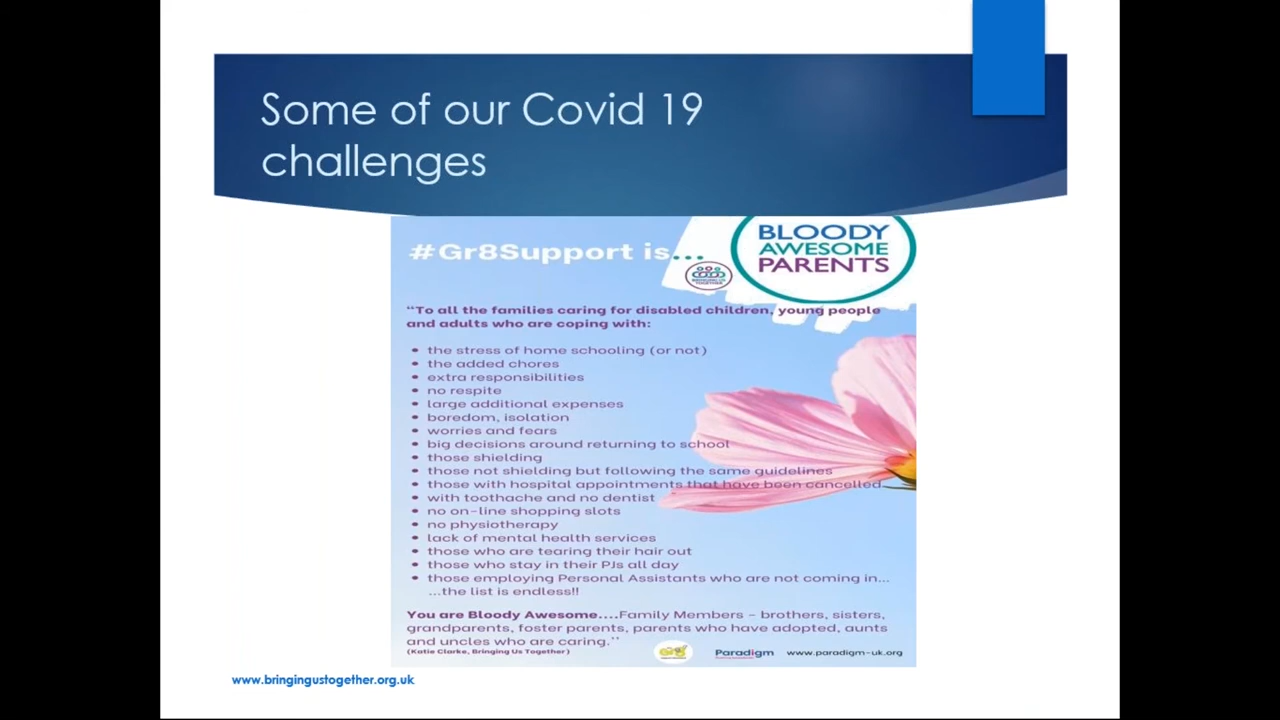 Some of our Covid 19
challenges
#Gr8Support is...
BLOODY
AWESOME
PARENTS
BRINGING US
TOGETHER
“To all the families caring for disabled children, young people
and adults who are coping with:
• the stress of home schooling (or not)
• the added chores
• extra responsibilities
• no respite
• large additional expenses
• boredom, isolation
• worries and fears
• big decisions around returning to school
• those shielding
• those not shielding but following the same guidelines
• those with hospital appointments that have been cancelled
• with toothache and no dentist
• no on-line shopping slots
• no physiotherapy
• lack of mental health services
• those who are tearing their hair out
• those who stay in their PJs all day
• those employing Personal Assistants who are not coming in...
...the list is endless!!
You are Bloody Awesome....Family Members – brothers, sisters,
grandparents, foster parents, parents who have adopted, aunts
and uncles who are caring.”
(Katie Clarke, Bringing Us Together)
Gr8
Paradigm
www.paradigm-uk.org
www.bringingustogether.org.uk